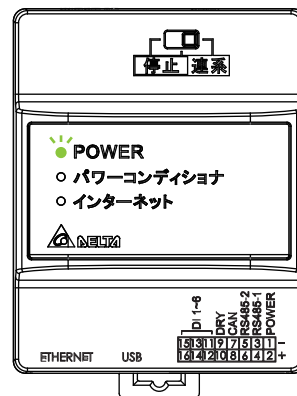 停止 連系
POWER
パワーコンディショナ
インターネット
DELTA
DI 1~6
DRY
CAN
RS485-2
RS485-1
POWER
15 13 11 9 7 5 3 1 −
16 14 12 10 8 6 4 2 +
ETHERNET USB